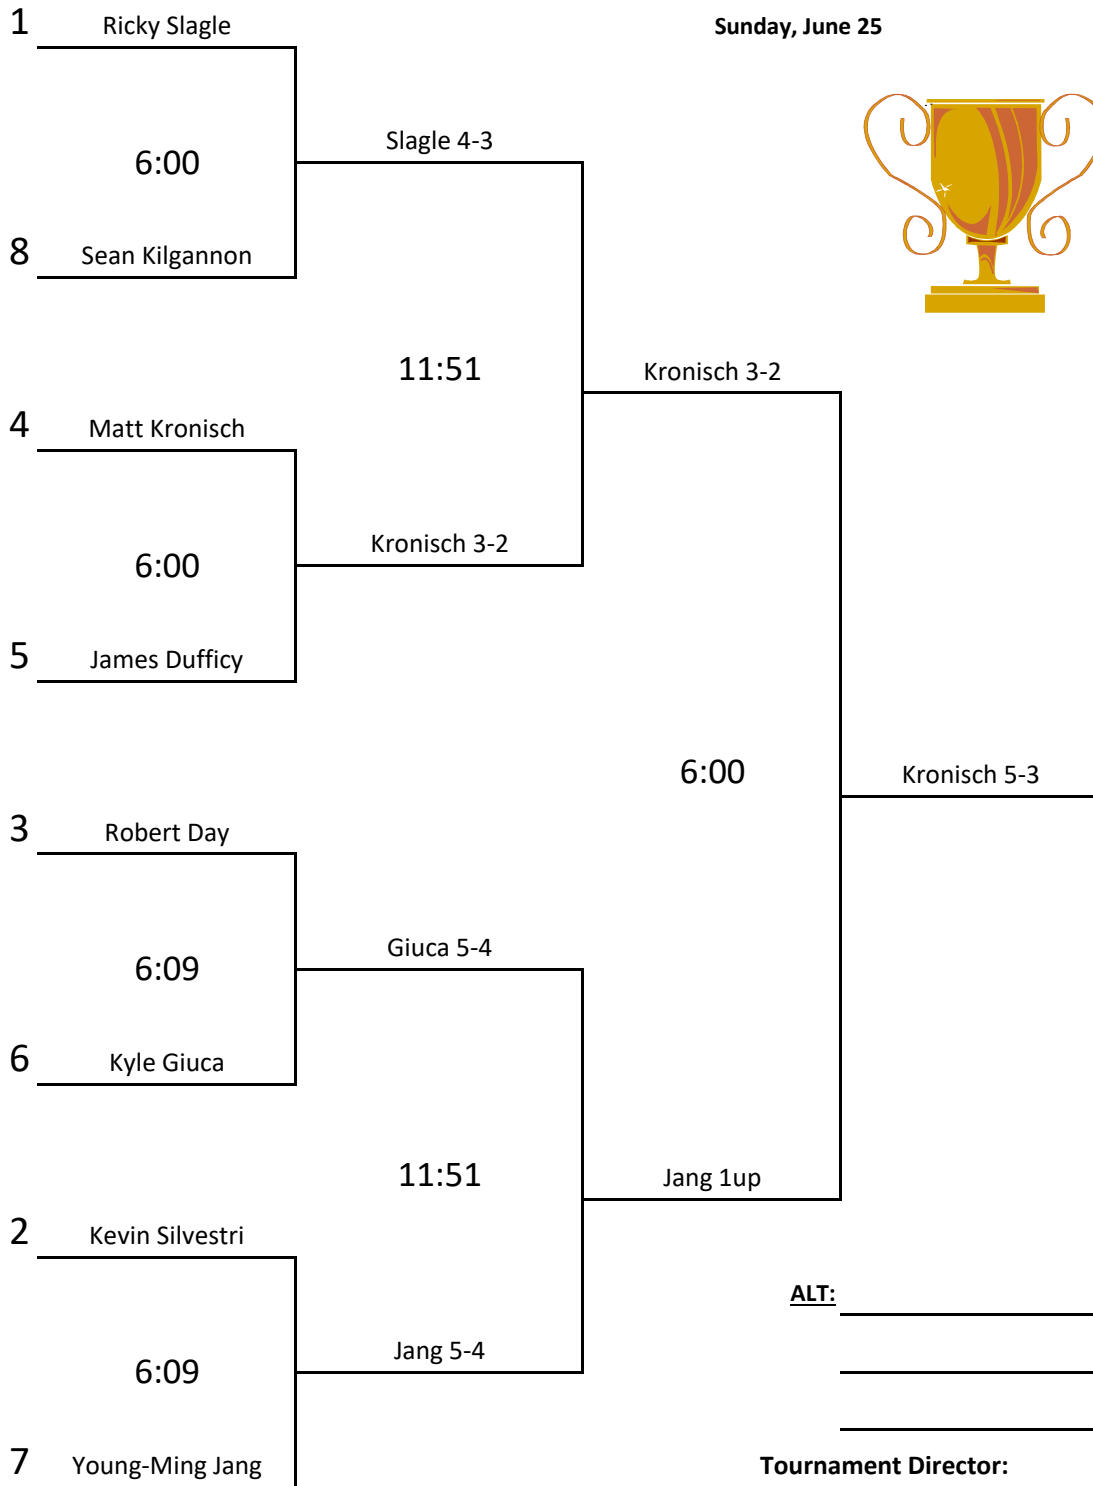 1 Ricky Slagle
Sunday, June 25
Slagle 4-3
6:00
8 Sean Kilgannon
11:51
Kronisch 3-2
4 Matt Kronisch
Kronisch 3-2
6:00
5 James Dufficy
6:00
Kronisch 5-3
3 Robert Day
Giuca 5-4
6:09
6 Kyle Giuca
11:51
Jang 1up
2 Kevin Silvestri
ALT:
Jang 5-4
6:09
7 Young-Ming Jang
Tournament Director: